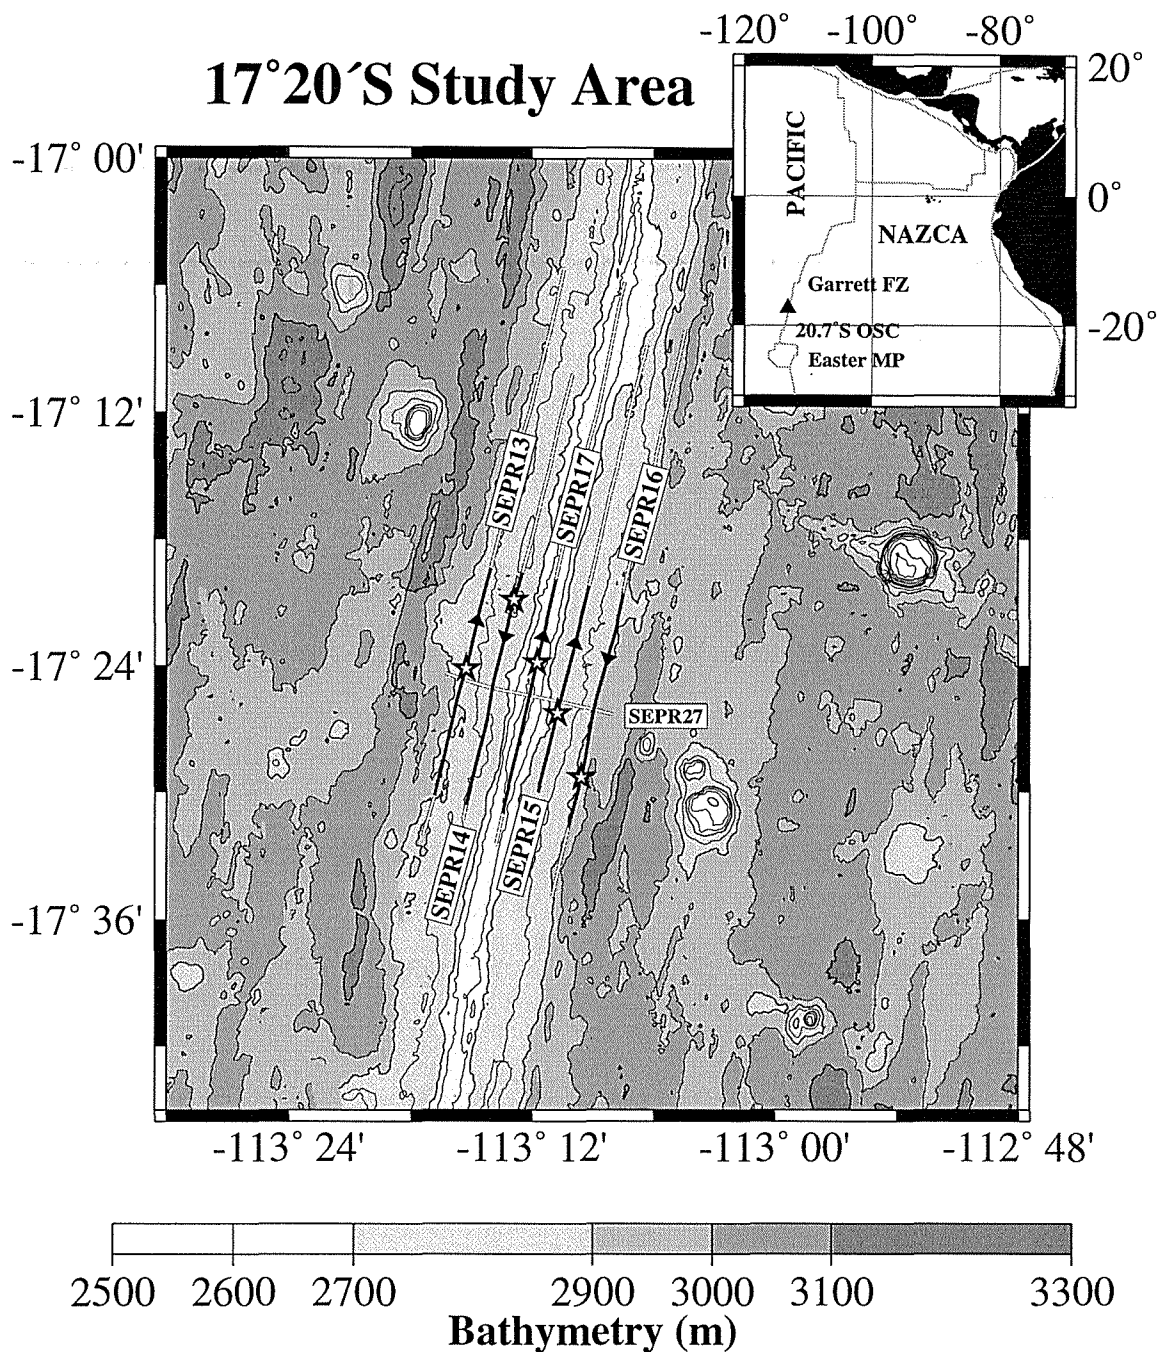 -120° -100° -80°
17°20´S Study Area
20°
-17° 00'
PACIFIC
0°
NAZCA
Garrett FZ
20.7°S OSC
-20°
Easter MP
-17° 12'
SEPR13
SEPR17
SEPR16
-17° 24'
SEPR27
SEPR14
SEPR15
-17° 36'
-113° 24' -113° 12' -113° 00' -112° 48'
2500 2600 2700 2900 3000 3100 3300
Bathymetry (m)